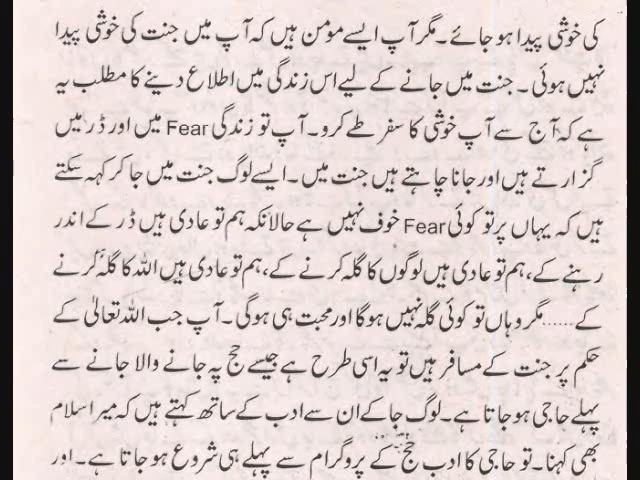 کی خوشی پیدا ہو جائے۔ مگر آپ ایسے مومن ہیں کہ آپ میں جنت کی خوشی پیدا
نہیں ہوئی۔ جنت میں جانے کے لیے اس زندگی میں اطلاع دینے کا مطلب یہ
ہے کہ آج سے آپ خوشی کا سفر طے کرو۔ آپ تو زندگی Fear میں اور ڈر میں
گزارتے ہیں اور جانا چاہتے ہیں جنت میں۔ ایسے لوگ جنت میں جا کر کہہ سکتے
ہیں کہ یہاں پر تو کوئی Fear خوف نہیں ہے حالانکہ ہم تو عادی ہیں ڈر کے اندر
رہنے کے، ہم تو عادی ہیں لوگوں کا گلہ کرنے کے، ہم تو عادی ہیں اللہ کا گلہ کرنے
کے...... مگر وہاں تو کوئی گلہ نہیں ہوگا اور محبت ہی ہوگی۔ آپ جب اللہ تعالیٰ کے
حکم پر جنت کے مسافر ہیں تو یہ اسی طرح ہے جیسے حج پہ جانے والا جانے سے
پہلے حاجی ہو جاتا ہے۔ لوگ جا کے ان سے ادب کے ساتھ کہتے ہیں کہ میرا سلام
بھی کہنا۔ تو حاجی کا ادب حج کے پروگرام سے پہلے ہی شروع ہو جاتا ہے۔ اور